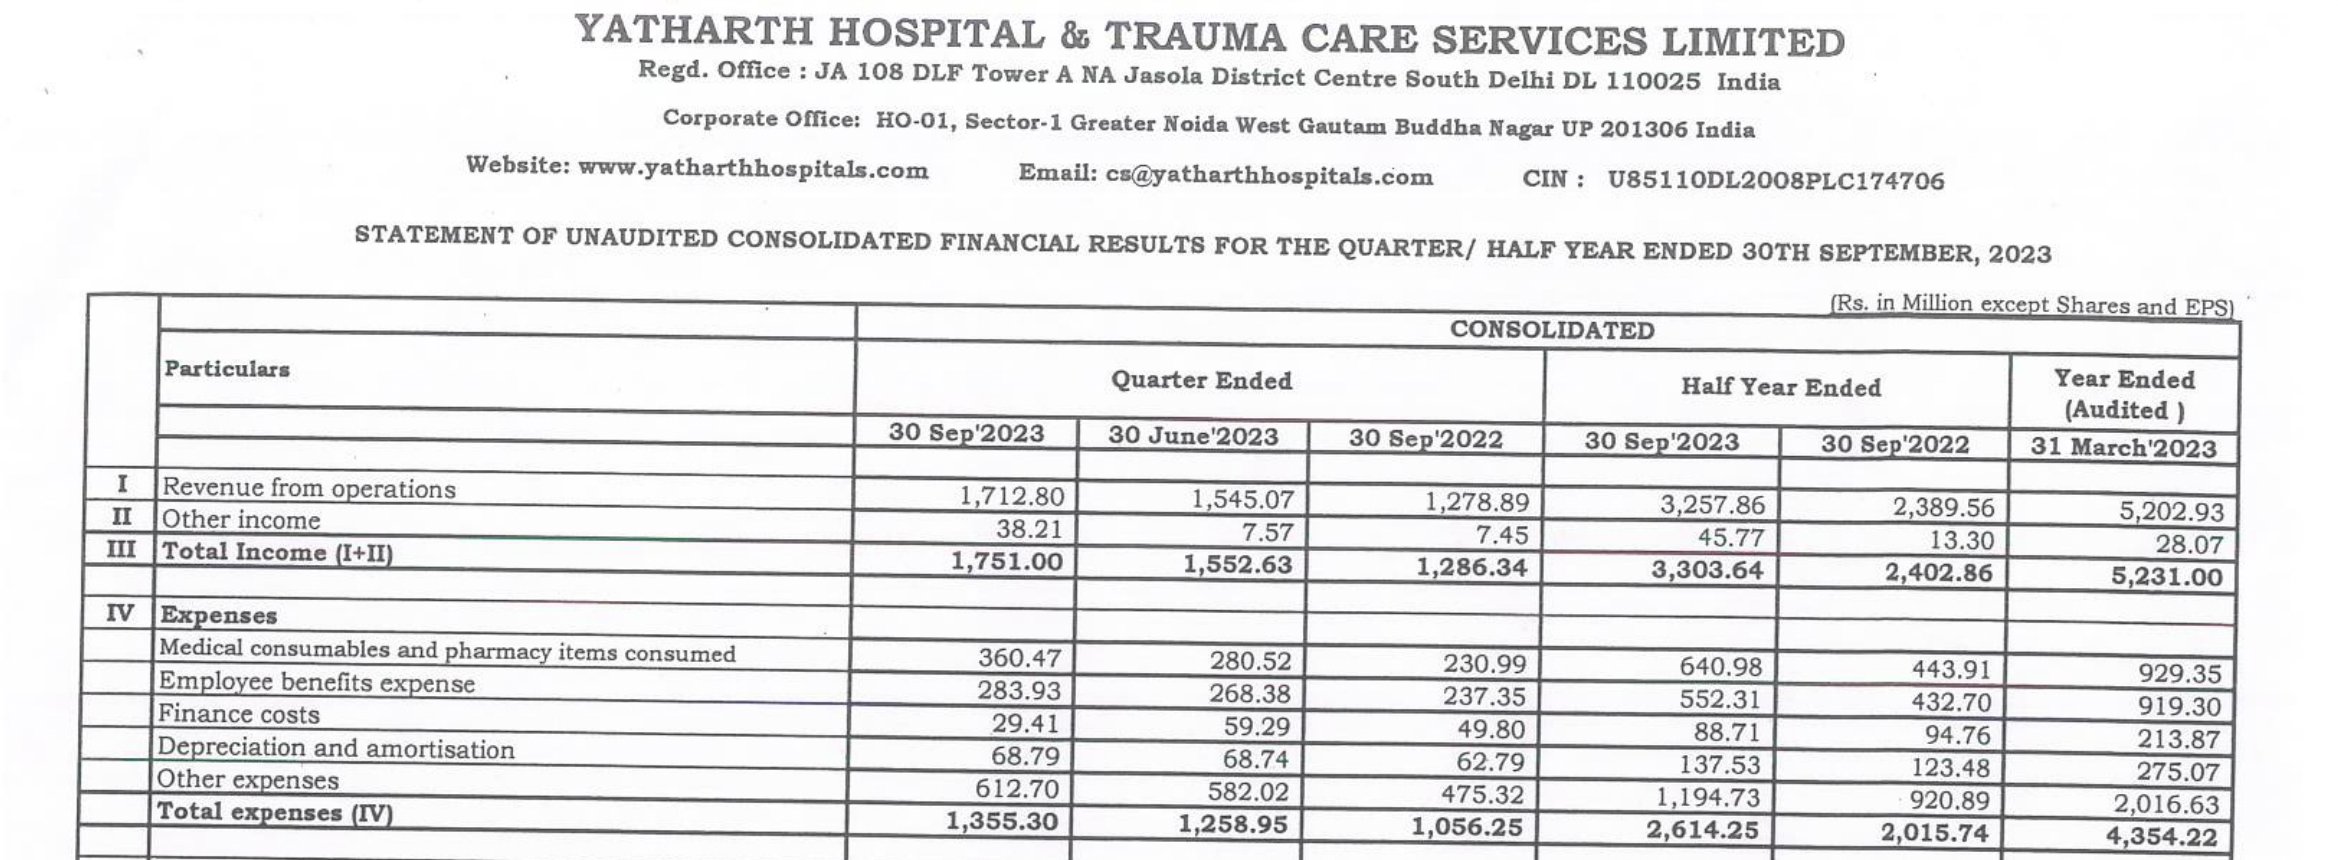 YATHARTH HOSPITAL & TRAUMA CARE SERVICES LIMITED
Regd. Office : JA 108 DLF Tower A NA Jasola District Centre South Delhi DL 110025 India
Corporate Office: HO-01, Sector-1 Greater Noida West Gautam Buddha Nagar UP 201306 India
Website: www.yatharthhospitals.com Email: cs@yatharthhospitals.com CIN : U85110DL2008PLC174706
STATEMENT OF UNAUDITED CONSOLIDATED FINANCIAL RESULTS FOR THE QUARTER/ HALF YEAR ENDED 30TH SEPTEMBER, 2023
(Rs. in Million except Shares and EPS)
CONSOLIDATED
Particulars Quarter Ended Half Year Ended Year Ended
(Audited )
30 Sep'2023 30 June'2023 30 Sep'2022 30 Sep'2023 30 Sep'2022 31 March'2023
I Revenue from operations 1,712.80 1,545.07 1,278.89 3,257.86 2,389.56 5,202.93
II Other income 38.21 7.57 7.45 45.77 13.30 28.07
III Total Income (I+II) 1,751.00 1,552.63 1,286.34 3,303.64 2,402.86 5,231.00
IV Expenses
Medical consumables and pharmacy items consumed 360.47 280.52 230.99 640.98 443.91 929.35
Employee benefits expense 283.93 268.38 237.35 552.31 432.70 919.30
Finance costs 29.41 59.29 49.80 88.71 94.76 213.87
Depreciation and amortisation 68.79 68.74 62.79 137.53 123.48 275.07
Other expenses 612.70 582.02 475.32 1,194.73 920.89 2,016.63
Total expenses (IV) 1,355.30 1,258.95 1,056.25 2,614.25 2,015.74 4,354.22